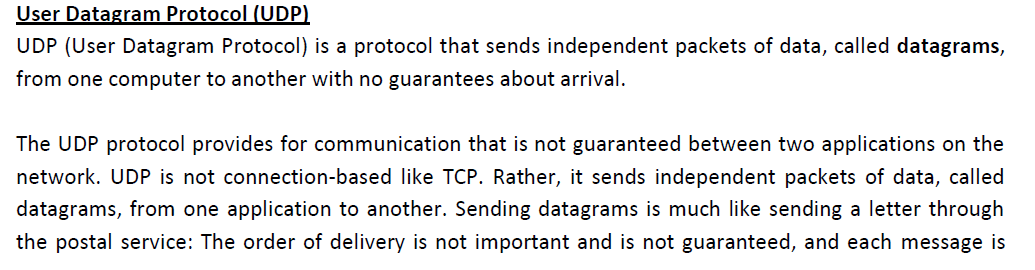 User Datagram Protocol (UDP)
UDP (User Datagram Protocol) is a protocol that sends independent packets of data, called datagrams,
from one computer to another with no guarantees about arrival.
The UDP protocol provides for communication that is not guaranteed between two applications on the
network. UDP is not connection-based like TCP. Rather, it sends independent packets of data, called
datagrams, from one application to another. Sending datagrams is much like sending a letter through
the postal service: The order of delivery is not important and is not guaranteed, and each message is